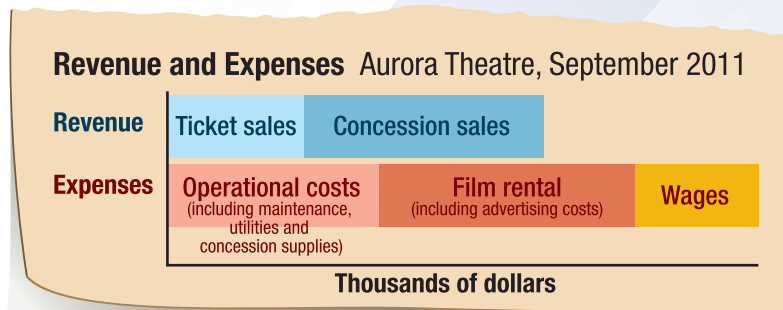 Revenue and Expenses Aurora Theatre, September 2011
Revenue Ticket sales Concession sales
Expenses Operational costs Film rental Wages
(including maintenance, (including advertising costs)
utilities and
concession supplies)
Thousands of dollars